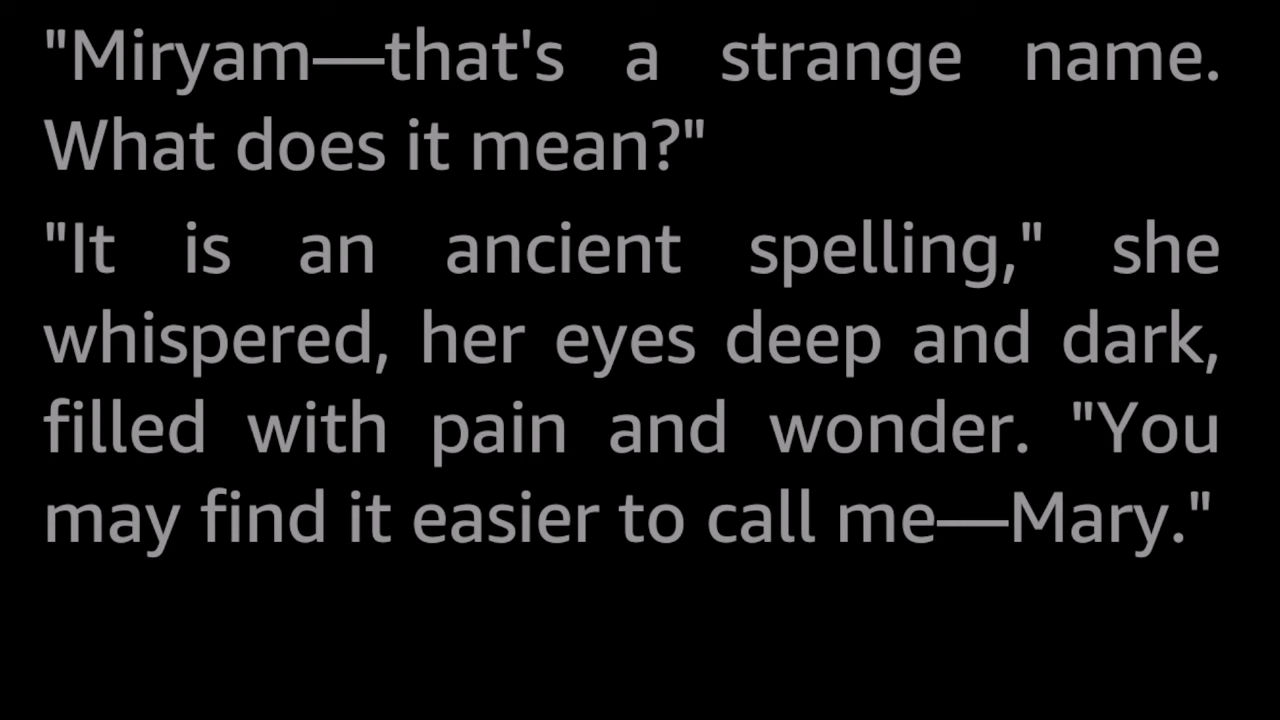 "Miryam—that's a strange name.
What does it mean?"
"It is an ancient spelling," she
whispered, her eyes deep and dark,
filled with pain and wonder. "You
may find it easier to call me—Mary."